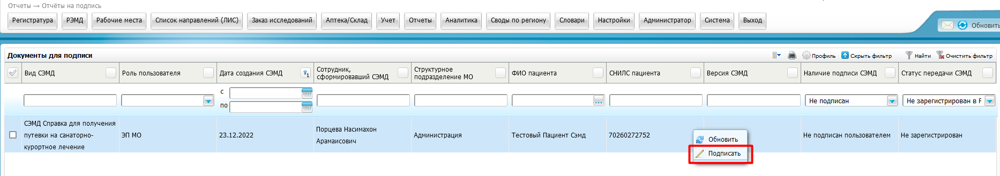 Отчеты → Отчёты на подпись
Регистратура РЭМД Рабочие места Список направлений (ЛИС) Заказ исследований Аптека/Склад Учет Отчеты Аналитика Своды по региону Словари Настройки Администратор Система Выход
Обновить
Документы для подписи
Профиль Скрыть фильтр Найти Очистить фильтр
Вид СЭМД Роль пользователя Дата создания СЭМД 1 Сотрудник, сформировавший СЭМД Структурное подразделение МО ФИО пациента СНИЛС пациента Версия СЭМД Наличие подписи СЭМД Статус передачи СЭМД
с
по
... Не подписан Не зарегистрирован в Р
СЭМД Справка для получения
путевки на санаторно-
курортное лечение
ЭП МО
23.12.2022
Порцева Насимахон
Арамаисович
Администрация
Тестовый Пациент Сэмд
70260272752
Не подписан пользователем
Не зарегистрирован
Обновить
Подписать